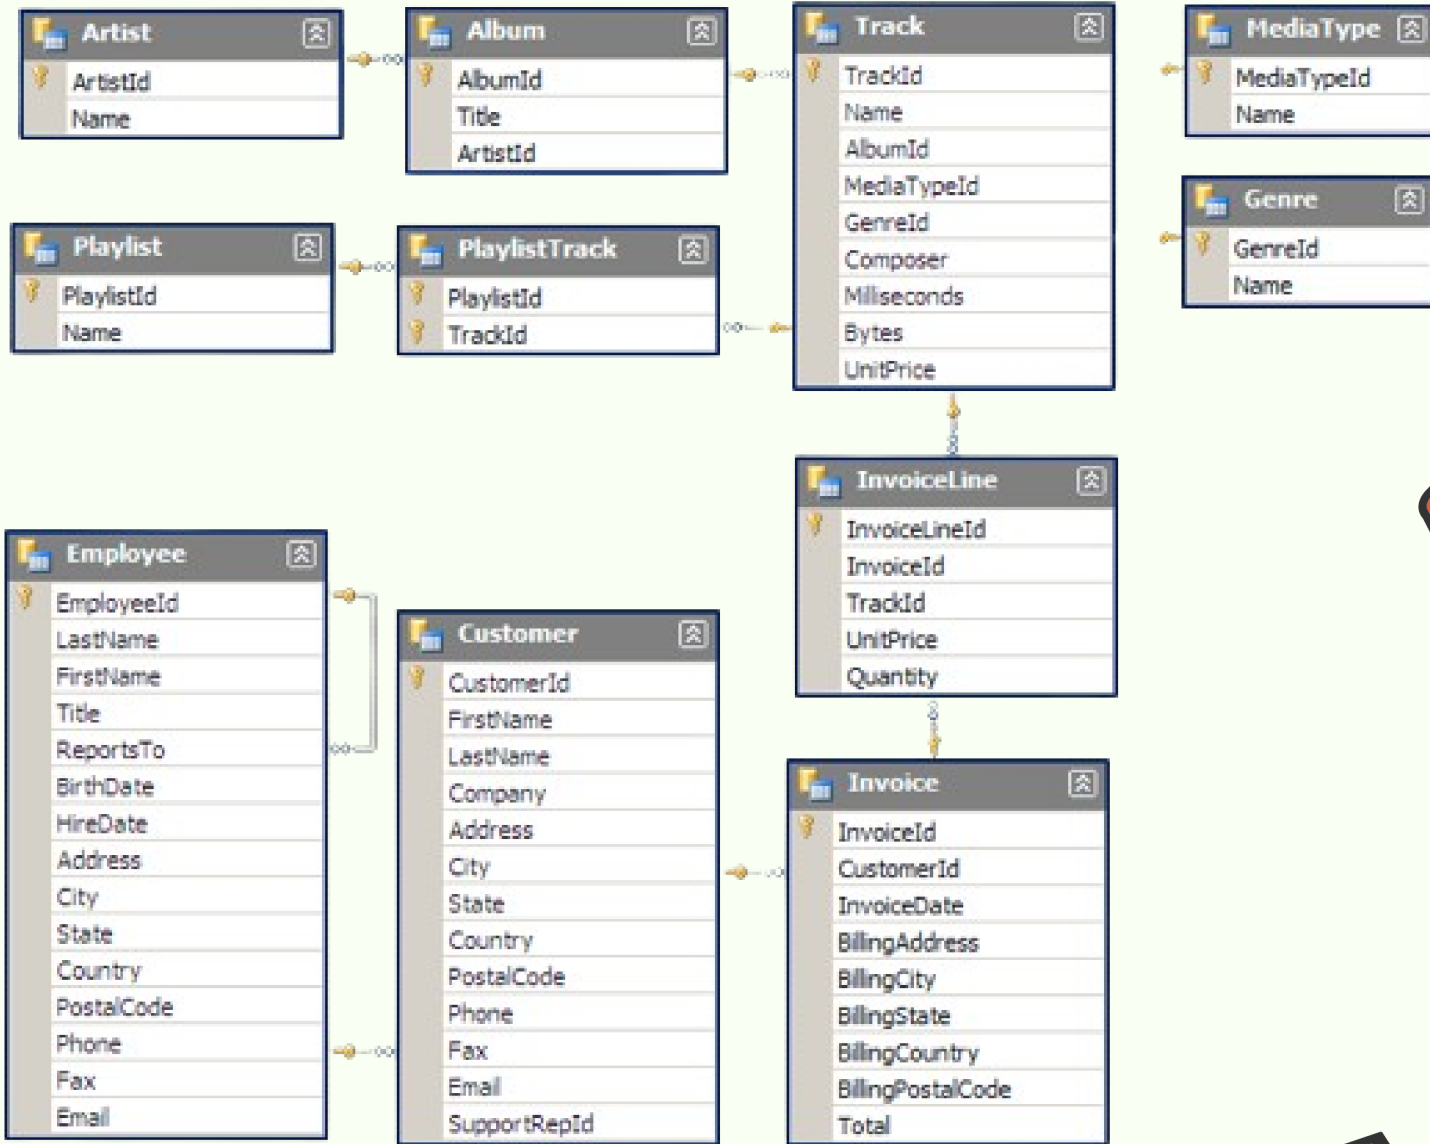 Artist
ArtistId
Name
Album
AlbumId
Title
ArtistId
Track
TrackId
Name
AlbumId
MediaTypeId
GenreId
Composer
Milliseconds
Bytes
UnitPrice
MediaType
MediaTypeId
Name
Genre
GenreId
Name
Playlist
PlaylistId
Name
PlaylistTrack
PlaylistId
TrackId
InvoiceLine
InvoiceLineId
InvoiceId
TrackId
UnitPrice
Quantity
Employee
EmployeeId
LastName
FirstName
Title
ReportsTo
BirthDate
HireDate
Address
City
State
Country
PostalCode
Phone
Fax
Email
Customer
CustomerId
FirstName
LastName
Company
Address
City
State
Country
PostalCode
Phone
Fax
Email
SupportRepId
Invoice
InvoiceId
CustomerId
InvoiceDate
BillingAddress
BillingCity
BillingState
BillingCountry
BillingPostalCode
Total